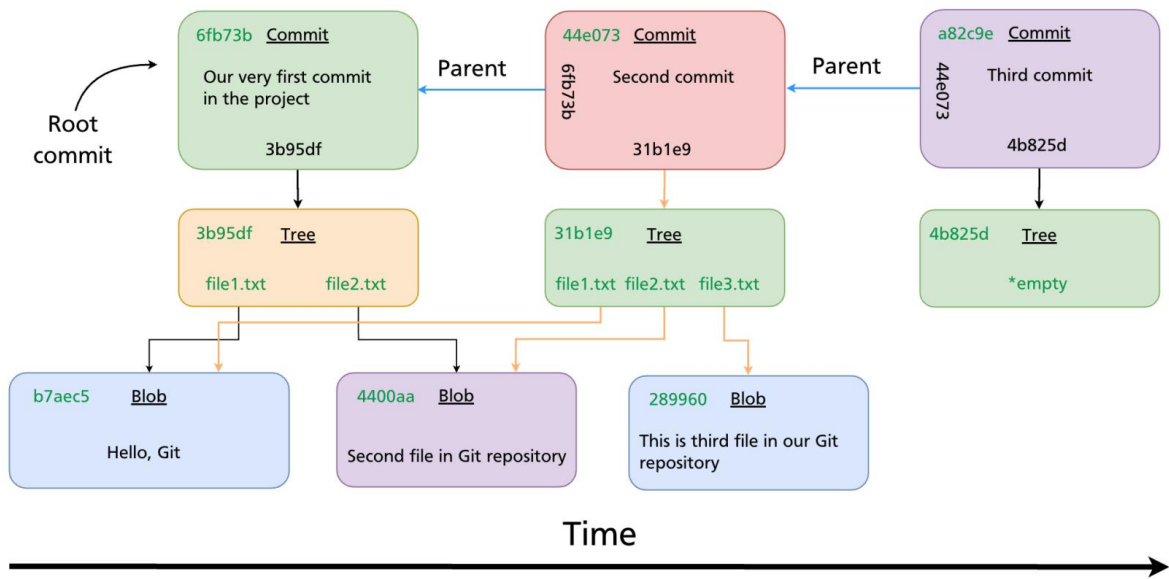 6fb73b Commit
Our very first commit
in the project
3b95df
Root
commit
Parent
44e073 Commit
6fb73b
Second commit
31b1e9
Parent
a82c9e Commit
44e073
Third commit
4b825d
3b95df Tree
file1.txt file2.txt
31b1e9 Tree
file1.txt file2.txt file3.txt
4b825d Tree
*empty
b7aec5 Blob
Hello, Git
4400aa Blob
Second file in Git repository
289960 Blob
This is third file in our Git
repository
Time